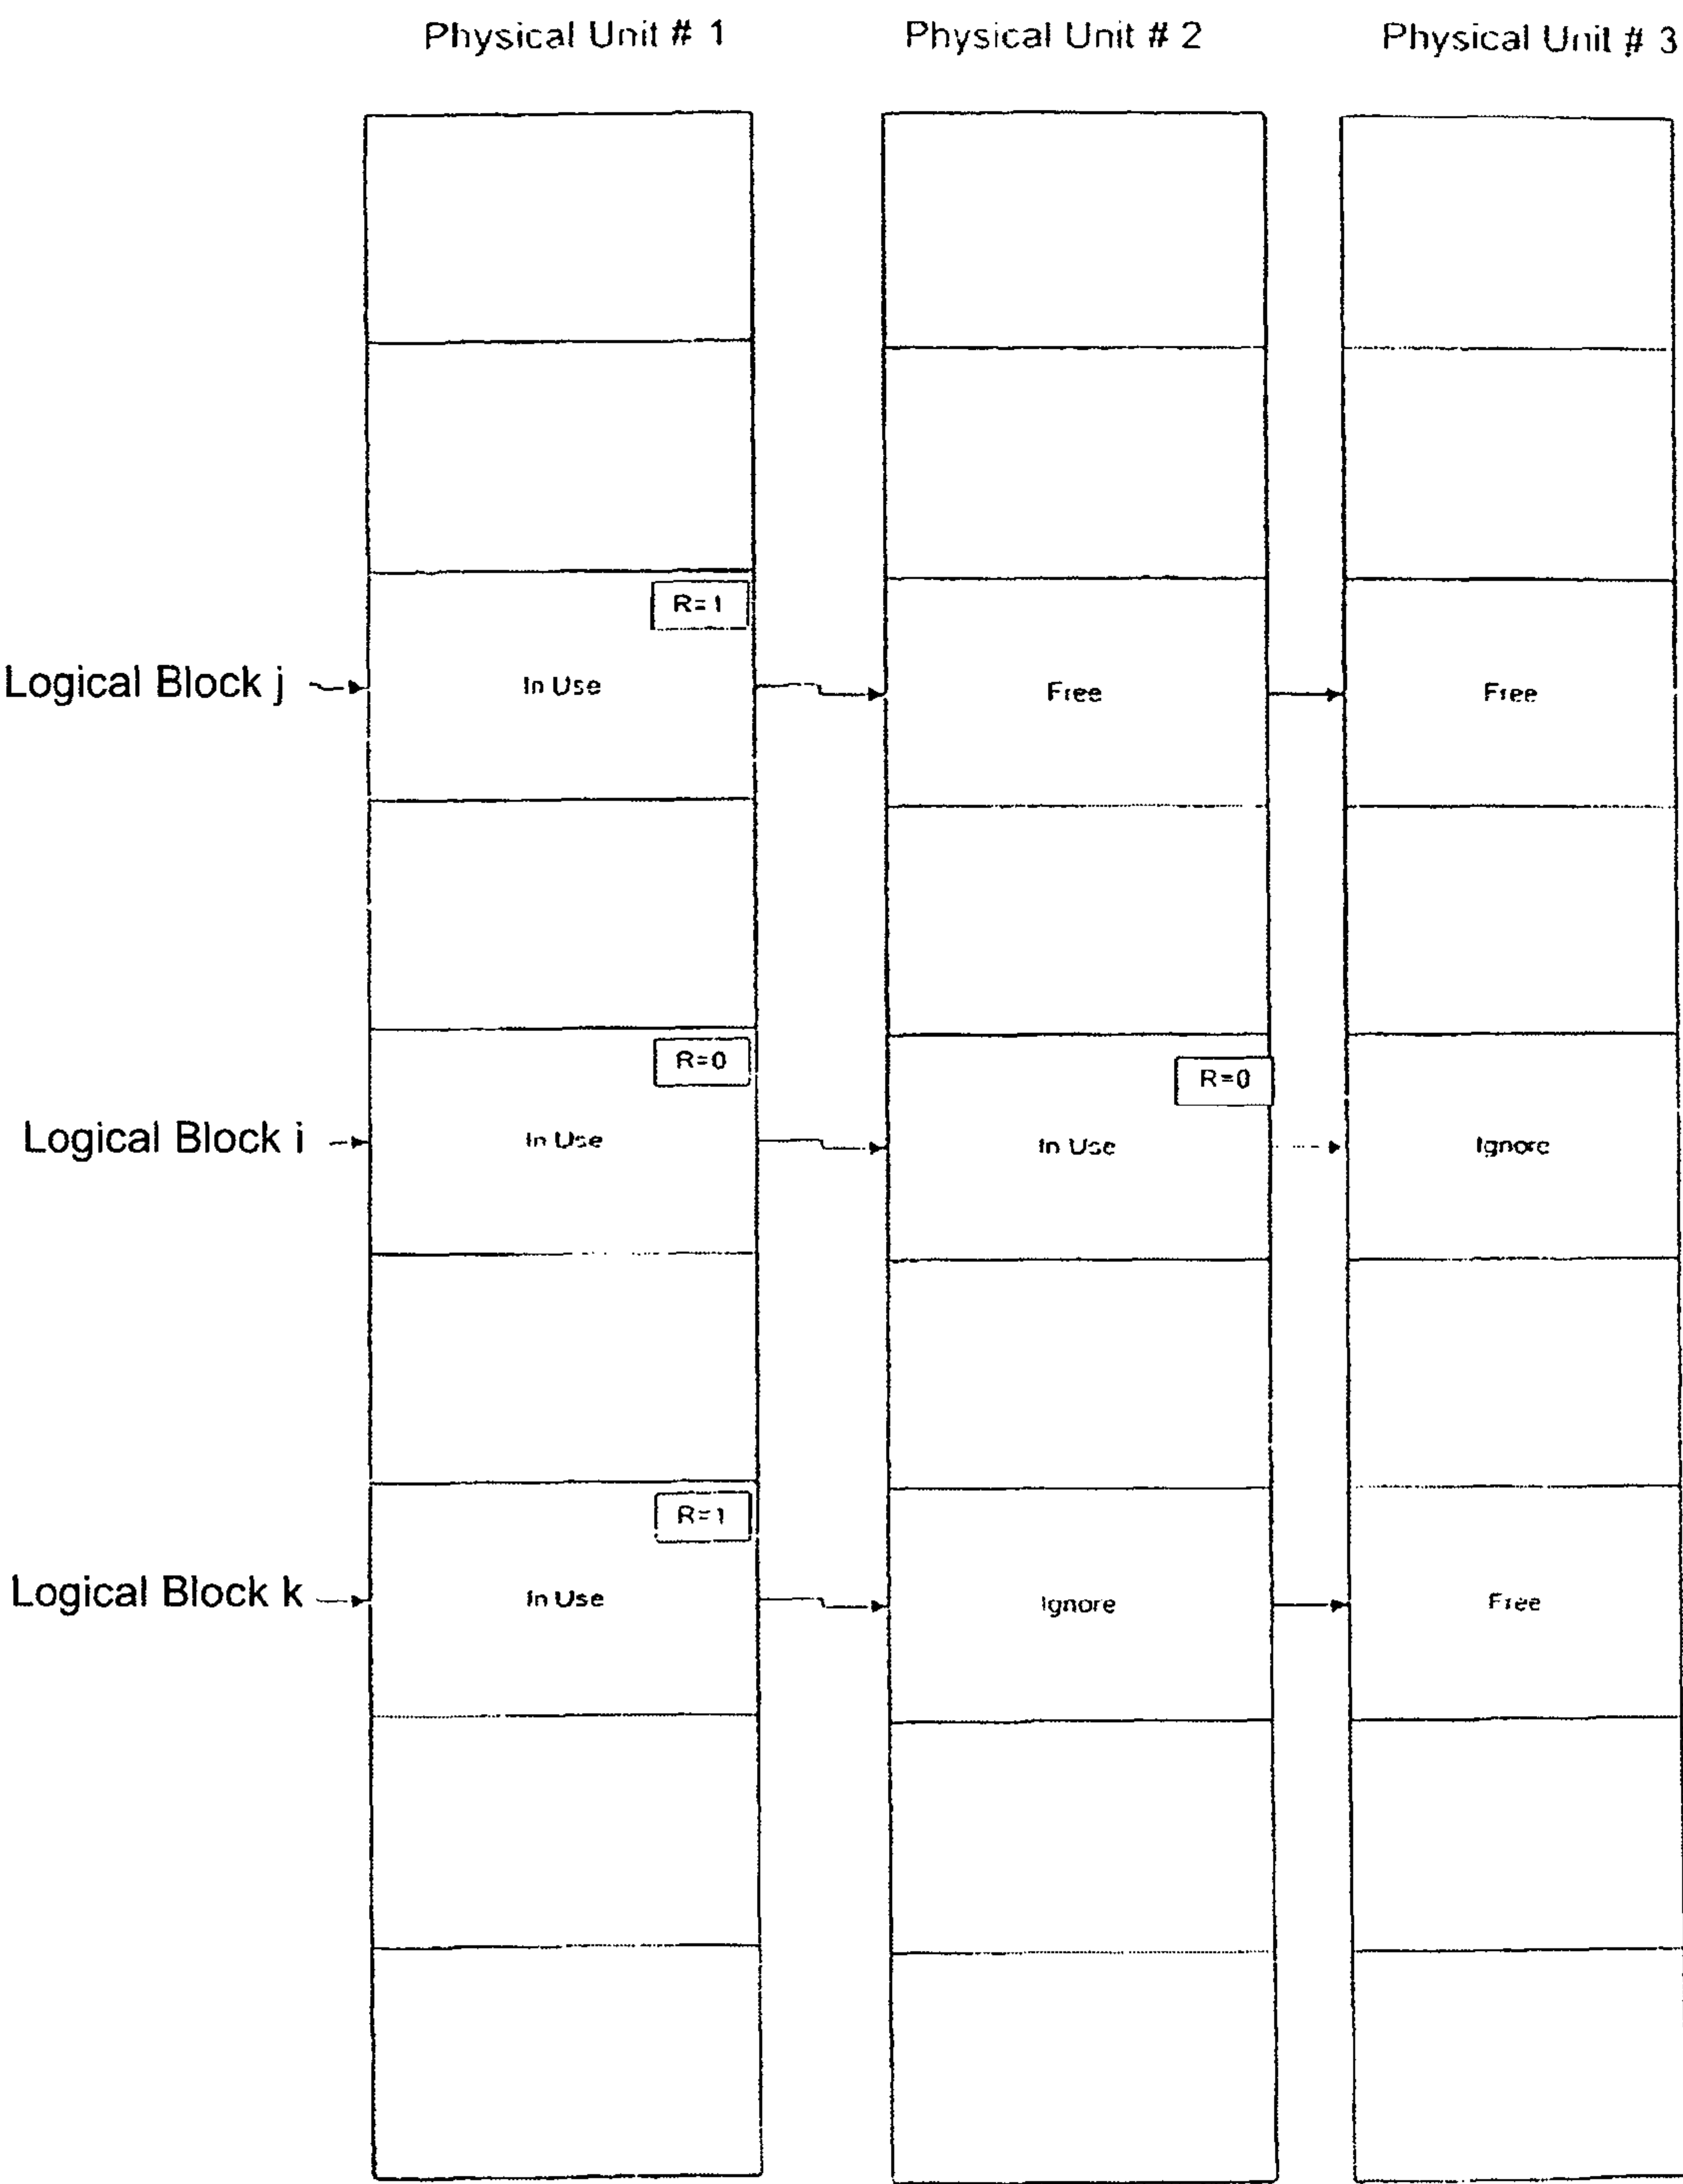 Physical Unit # 1 Physical Unit # 2 Physical Unit # 3
R=1
Logical Block j In Use Free Free
R=0 R=0
Logical Block i In Use In Use Ignore
R=1
Logical Block k In Use Ignore Free